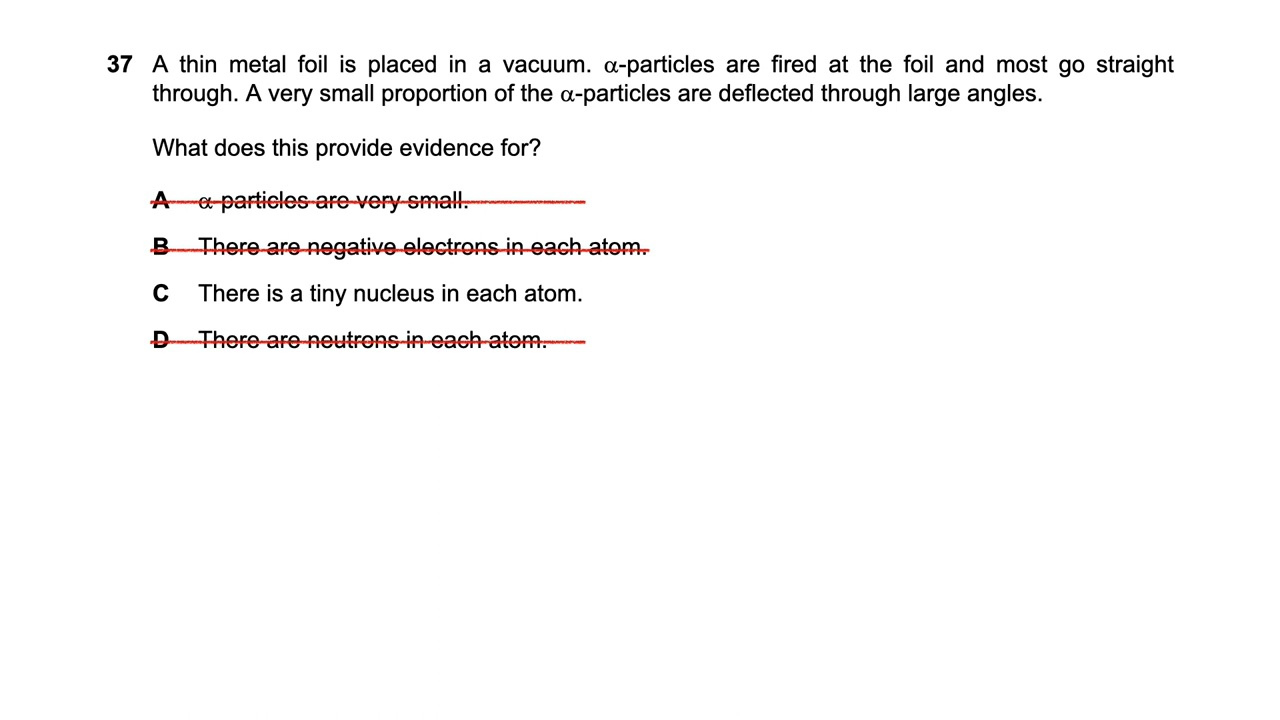 37 A thin metal foil is placed in a vacuum. α-particles are fired at the foil and most go straight
through. A very small proportion of the α-particles are deflected through large angles.
What does this provide evidence for?
A α-particles are very small.
B There are negative electrons in each atom.
C There is a tiny nucleus in each atom.
D There are neutrons in each atom.